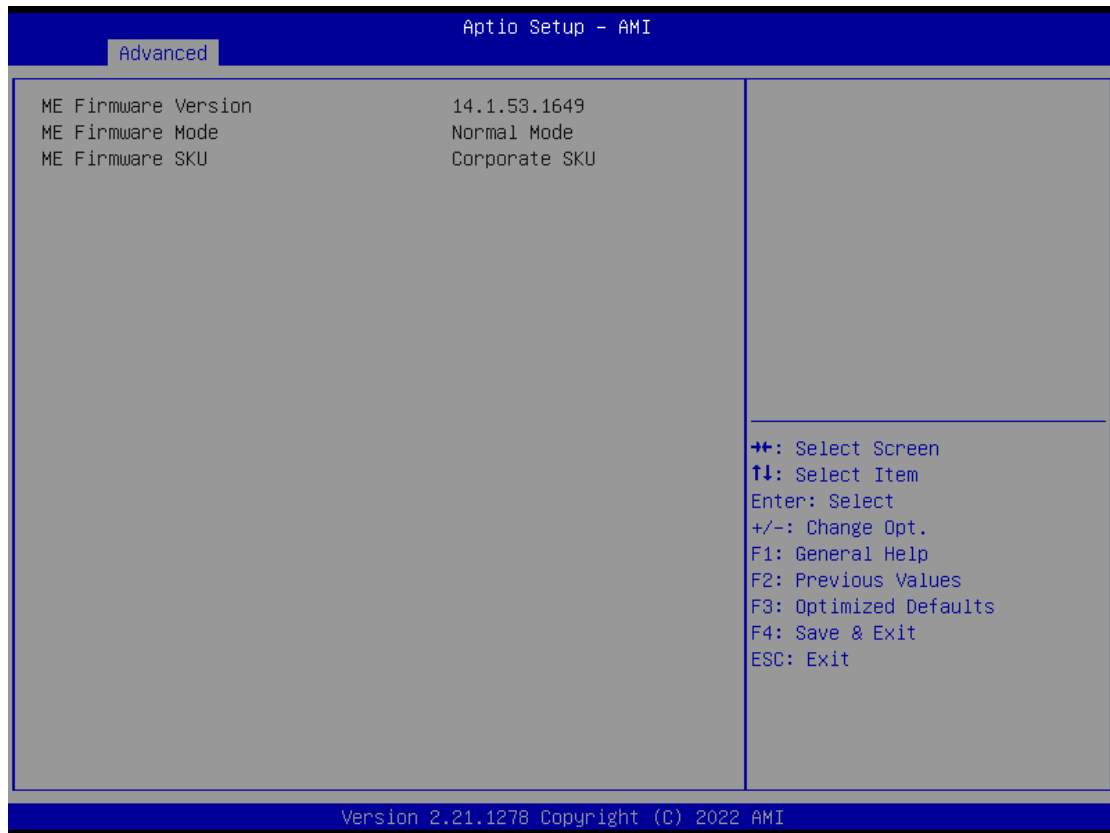 Aptio Setup - AMI
Advanced
ME Firmware Version 14.1.53.1649
ME Firmware Mode Normal Mode
ME Firmware SKU Corporate SKU
→←: Select Screen
↑↓: Select Item
Enter: Select
+/-: Change Opt.
F1: General Help
F2: Previous Values
F3: Optimized Defaults
F4: Save & Exit
ESC: Exit
Version 2.21.1278 Copyright (C) 2022 AMI